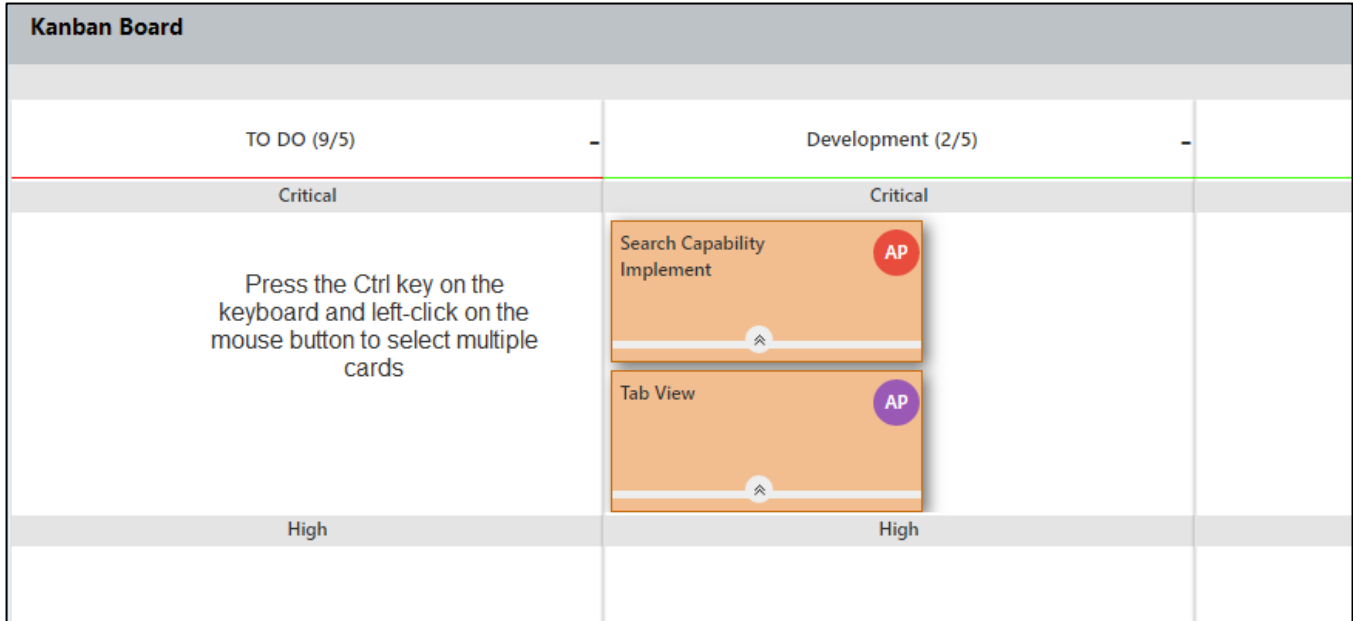 Kanban Board
TO DO (9/5) -
Development (2/5) -
Critical
Critical
Press the Ctrl key on the
keyboard and left-click on the
mouse button to select multiple
cards
Search Capability
Implement
AP
Tab View
AP
High
High